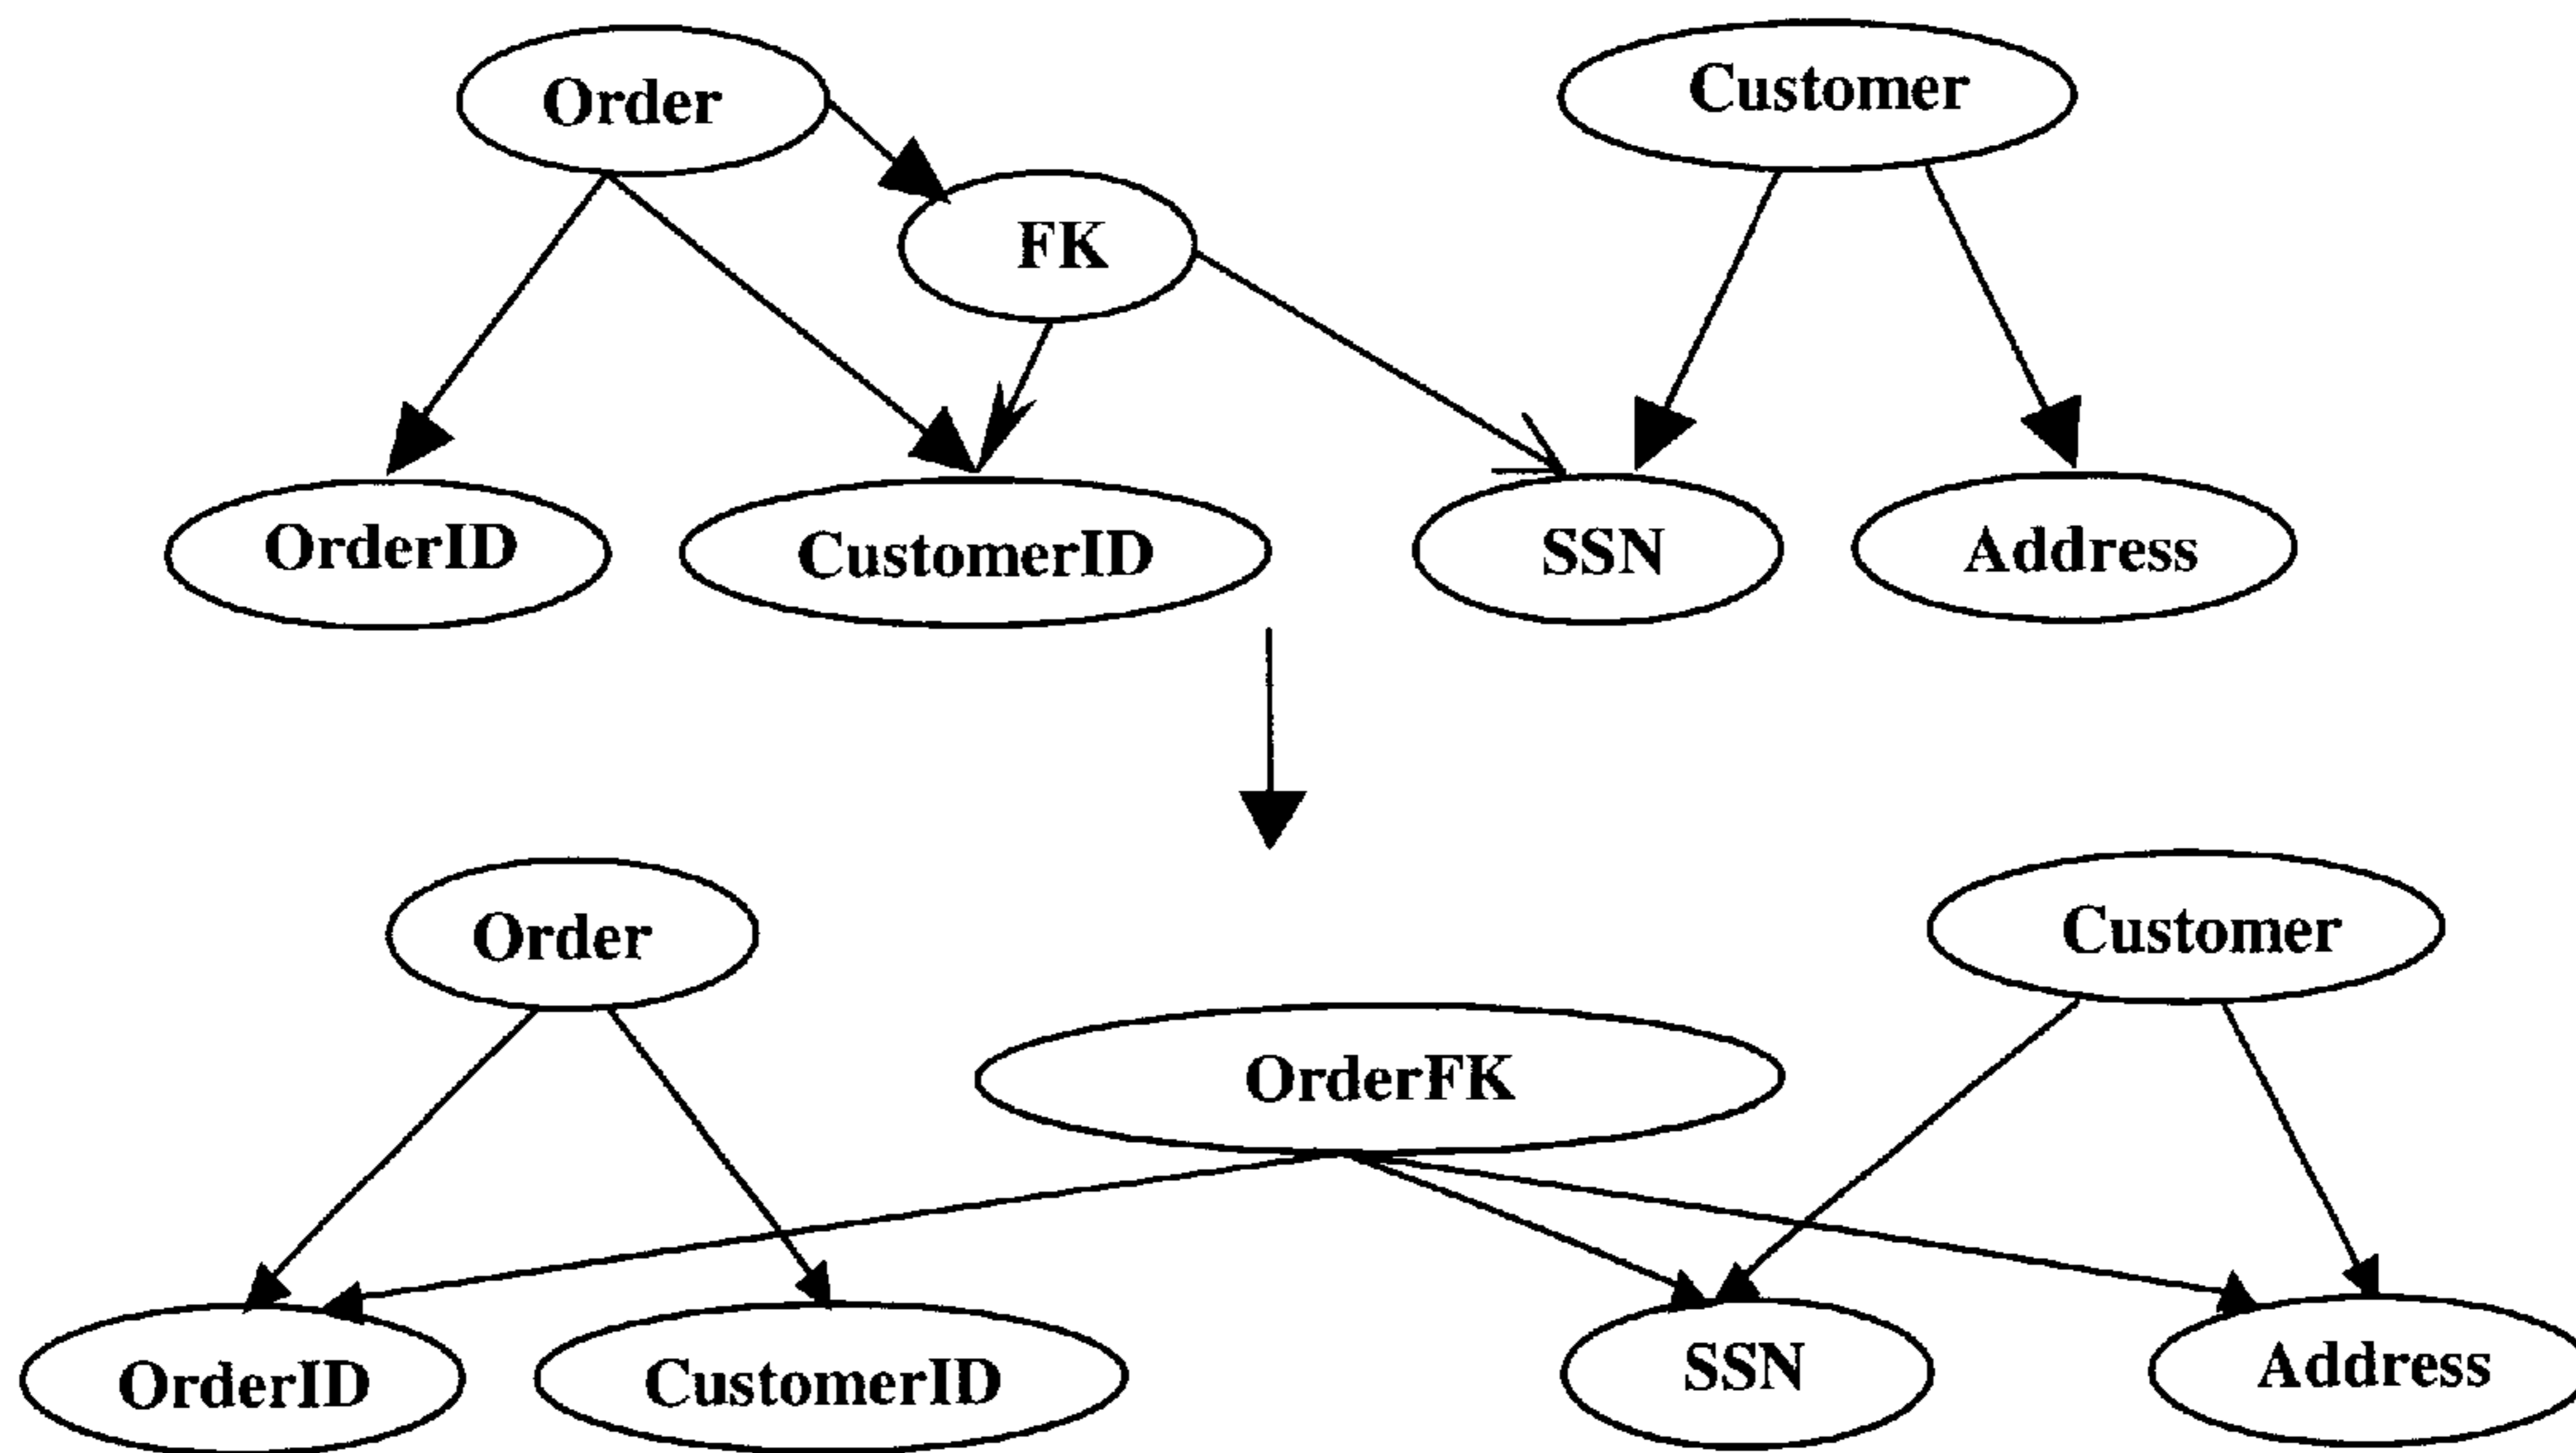 Order
Customer
FK
OrderID
CustomerID
SSN
Address
Order
Customer
OrderFK
OrderID
CustomerID
SSN
Address